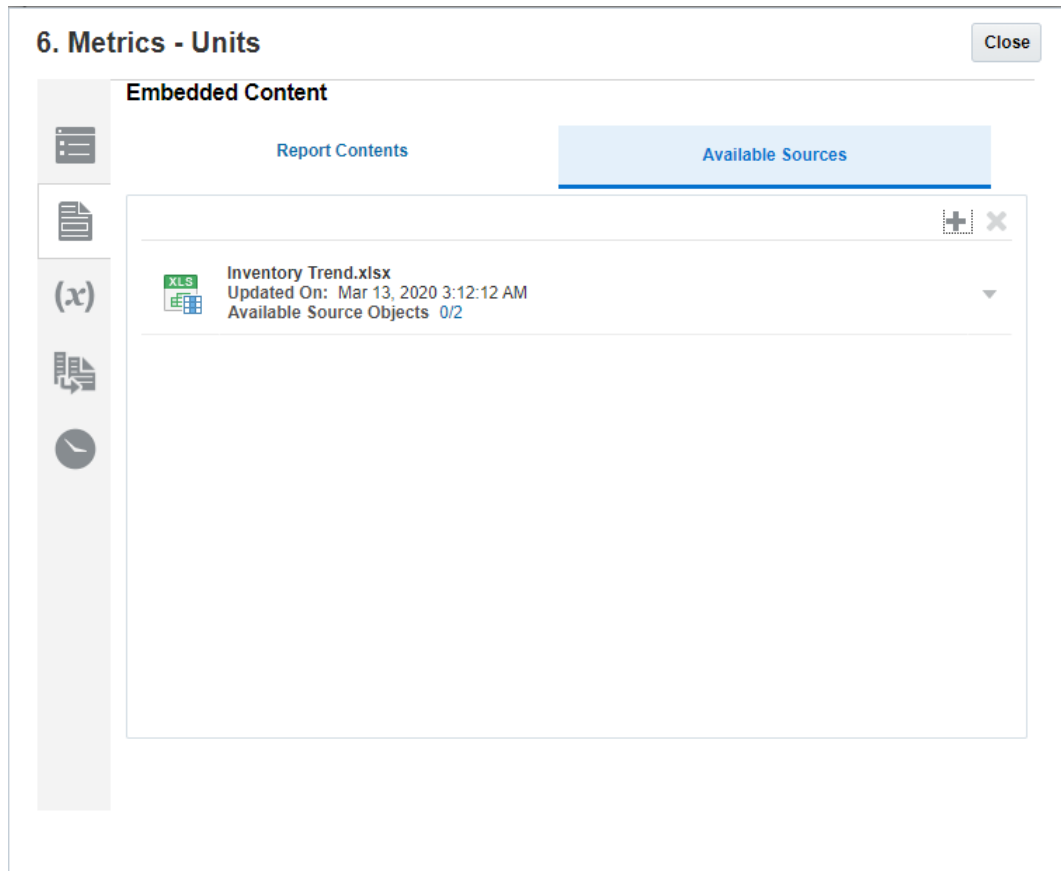 6. Metrics - Units
Close
Embedded Content
Report Contents
Available Sources
(x)
XLS
Inventory Trend.xlsx
Updated On: Mar 13, 2020 3:12:12 AM
Available Source Objects 0/2